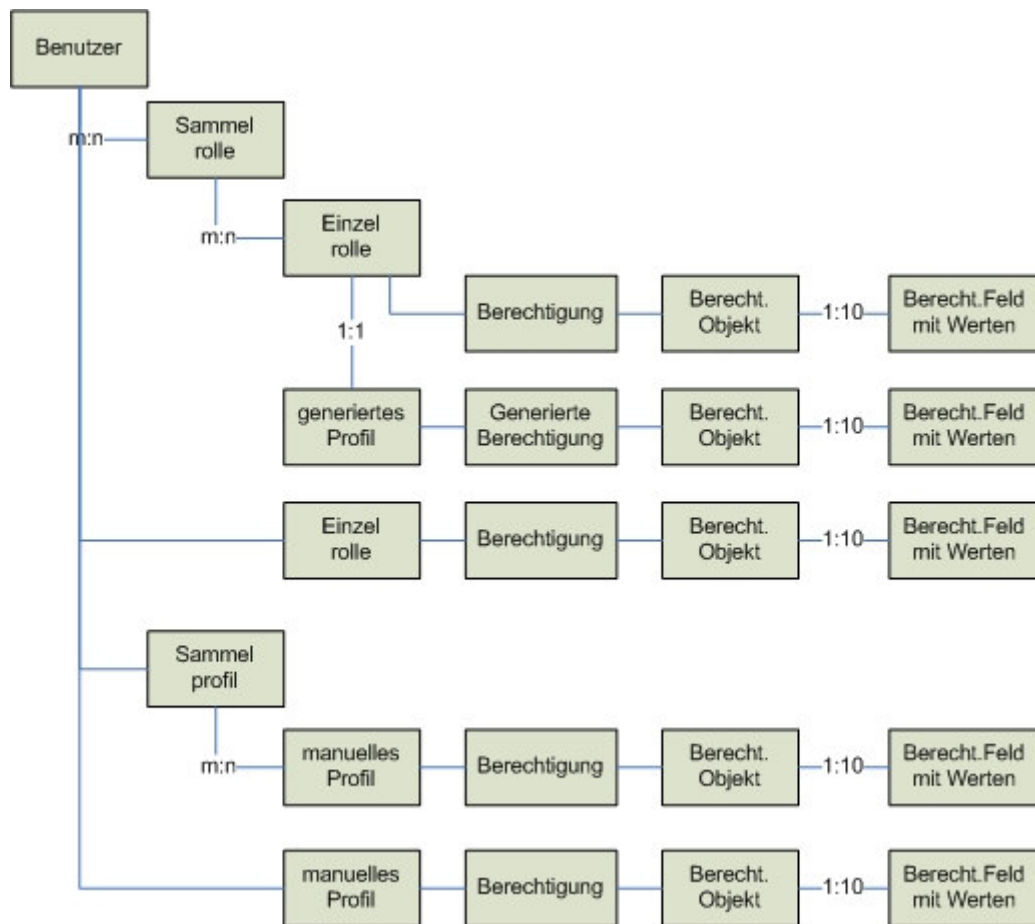 Benutzer
m:n
Sammel
rolle
m:n
Einzel
rolle
1:1
Berechtigung
Berecht.
Objekt
1:10
Berecht.Feld
mit Werten
generiertes
Profil
Generierte
Berechtigung
Berecht.
Objekt
1:10
Berecht.Feld
mit Werten
Einzel
rolle
Berechtigung
Berecht.
Objekt
1:10
Berecht.Feld
mit Werten
Sammel
profil
m:n
manuelles
Profil
Berechtigung
Berecht.
Objekt
1:10
Berecht.Feld
mit Werten
manuelles
Profil
Berechtigung
Berecht.
Objekt
1:10
Berecht.Feld
mit Werten